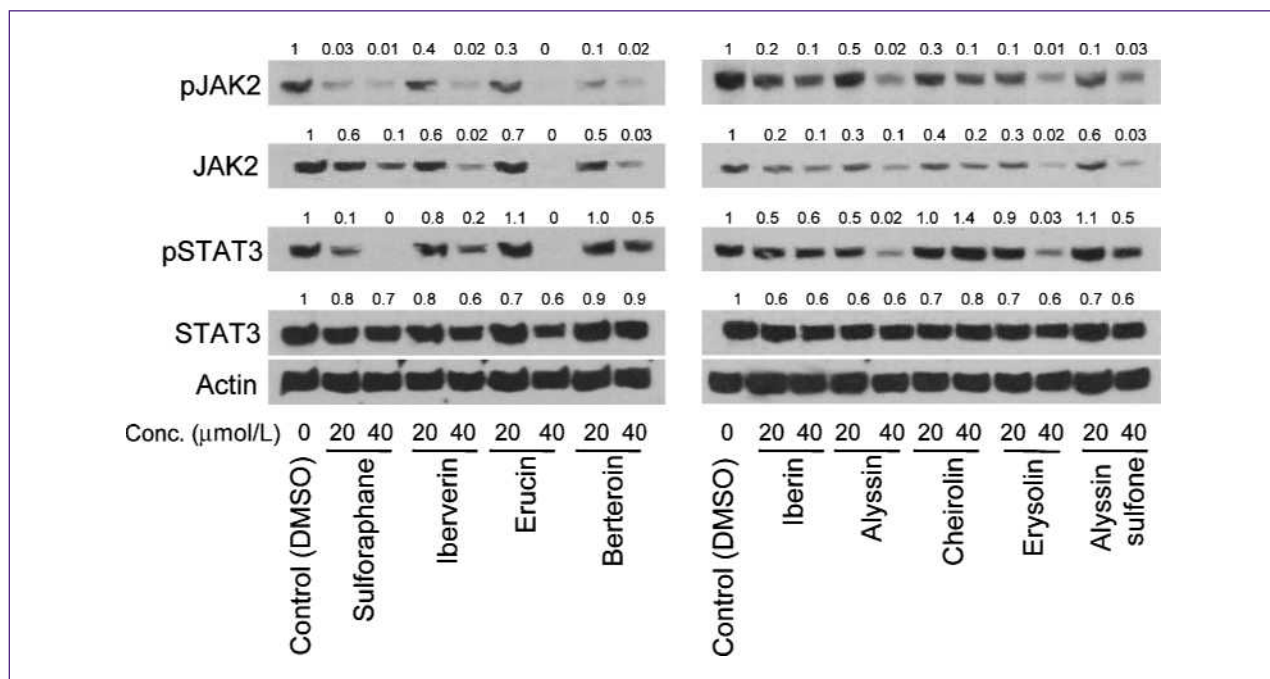 1 0.03 0.01 0.4 0.02 0.3 0 0.1 0.02 1 0.2 0.1 0.5 0.02 0.3 0.1 0.1 0.01 0.1 0.03
pJAK2
1 0.6 0.1 0.6 0.02 0.7 0 0.5 0.03 1 0.2 0.1 0.3 0.1 0.4 0.2 0.3 0.02 0.6 0.03
JAK2
1 0.1 0 0.8 0.2 1.1 0 1.0 0.5 1 0.5 0.6 0.5 0.02 1.0 1.4 0.9 0.03 1.1 0.5
pSTAT3
1 0.8 0.7 0.8 0.6 0.7 0.6 0.9 0.9 1 0.6 0.6 0.6 0.6 0.7 0.8 0.7 0.6 0.7 0.6
STAT3
Actin
Conc. (μmol/L) 0 20 40 20 40 20 40 20 40 0 20 40 20 40 20 40 20 40 20 40
Control (DMSO)
Sulforaphane
Iberverin
Erucin
Berteroin
Control (DMSO)
Iberin
Alyssin
Cheirolin
Erysolin
Alyssin
sulfone